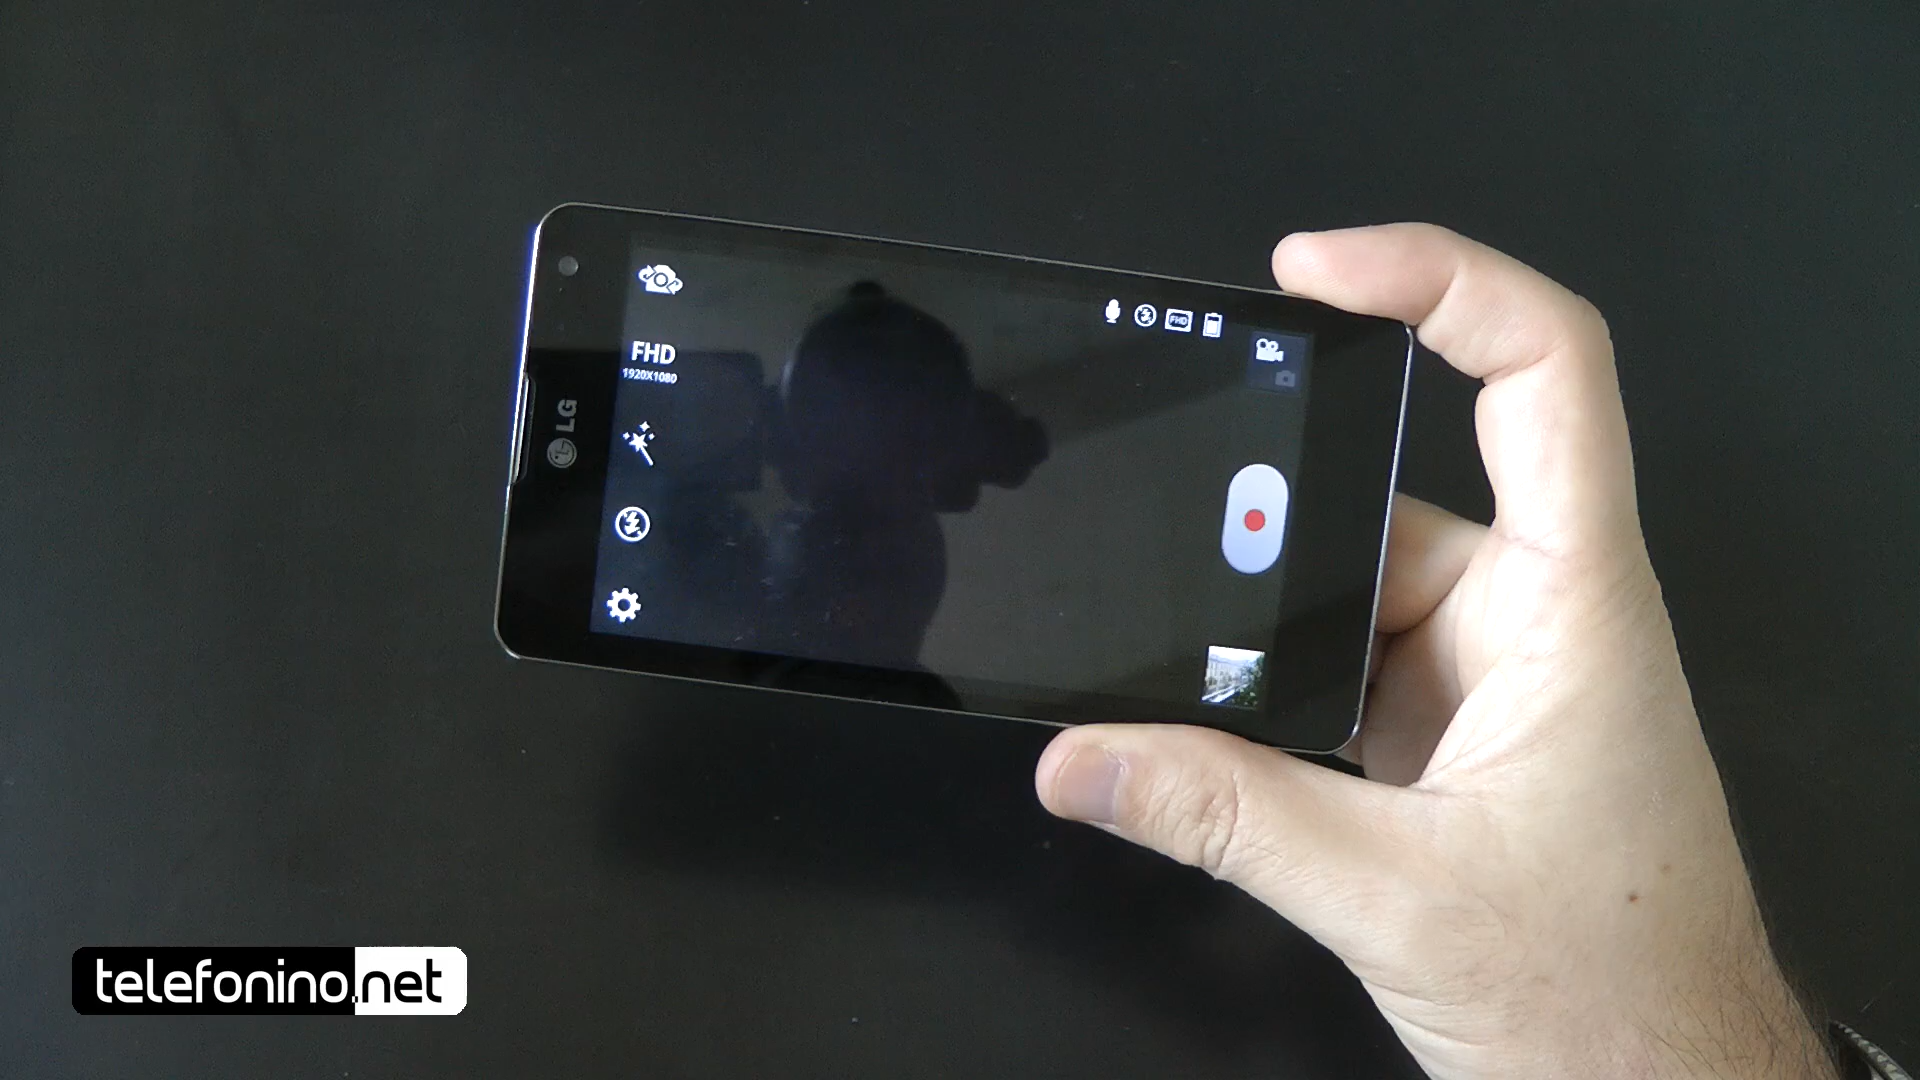 FHD
1920X1080
FHD
LG
telefonino.net